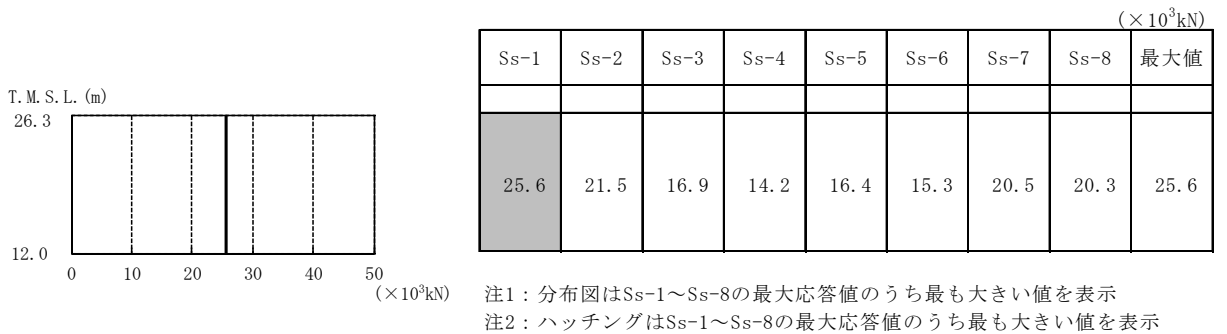 (×10³kN)
Ss-1 Ss-2 Ss-3 Ss-4 Ss-5 Ss-6 Ss-7 Ss-8 最大値
25.6 21.5 16.9 14.2 16.4 15.3 20.5 20.3 25.6
T.M.S.L.(m)
26.3
12.0
0 10 20 30 40 50
(×10³kN)
注1：分布図はSs-1～Ss-8の最大応答値のうち最も大きい値を表示
注2：ハッチングはSs-1～Ss-8の最大応答値のうち最も大きい値を表示